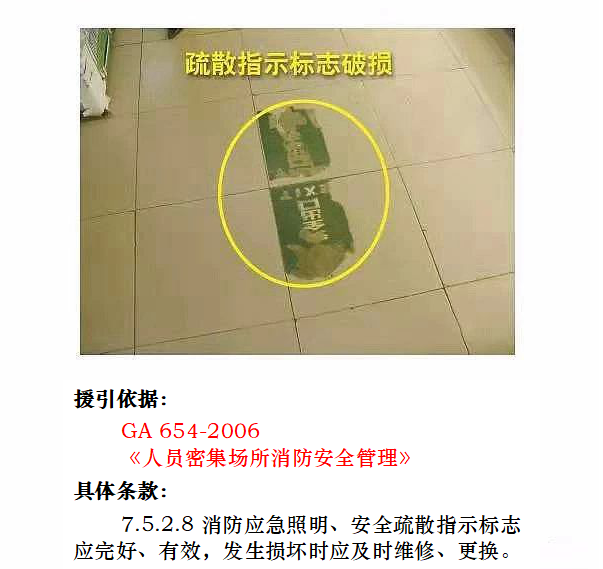 疏散指示标志破损
全出口
EXIT
援引依据：
GA 654-2006
《人员密集场所消防安全管理》
具体条款：
7.5.2.8 消防应急照明、安全疏散指示标志
应完好、有效，发生损坏时应及时维修、更换。